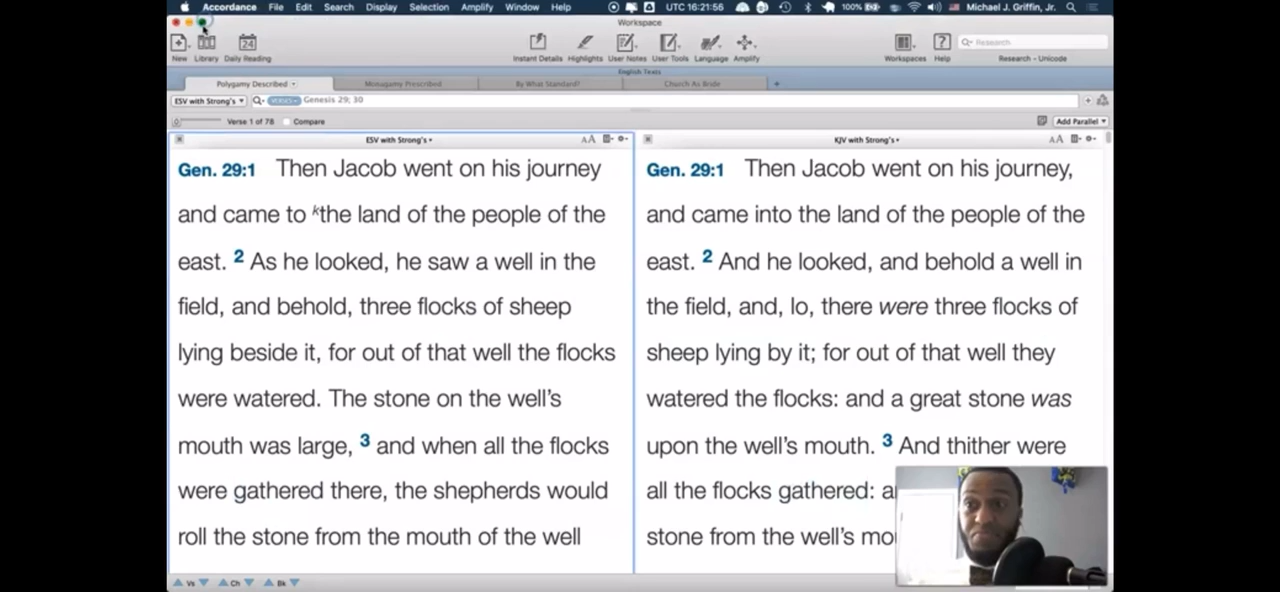 Accordance File Edit Search Display Selection Amplify Window Help UTC 16:21:56 100% Michael J. Griffin, Jr.
Workspace
New Library Daily Reading Instant Details Highlights User Notes User Tools Language Amplify Workspaces Help Research - Unicode
24
Research
English Texts
Polygamy Described Monogamy Prescribed By What Standard? Church As Bride +
ESV with Strong's VERSES Genesis 29; 30
Verse 1 of 78 Compare Add Parallel
ESV with Strong's
Gen. 29:1 Then Jacob went on his journey
and came to kthe land of the people of the
east. 2 As he looked, he saw a well in the
field, and behold, three flocks of sheep
lying beside it, for out of that well the flocks
were watered. The stone on the well's
mouth was large, 3 and when all the flocks
were gathered there, the shepherds would
roll the stone from the mouth of the well
KJV with Strong's
Gen. 29:1 Then Jacob went on his journey,
and came into the land of the people of the
east. 2 And he looked, and behold a well in
the field, and, lo, there were three flocks of
sheep lying by it; for out of that well they
watered the flocks: and a great stone was
upon the well's mouth. 3 And thither were
all the flocks gathered: a
stone from the well's mo
Vs Ch Bk